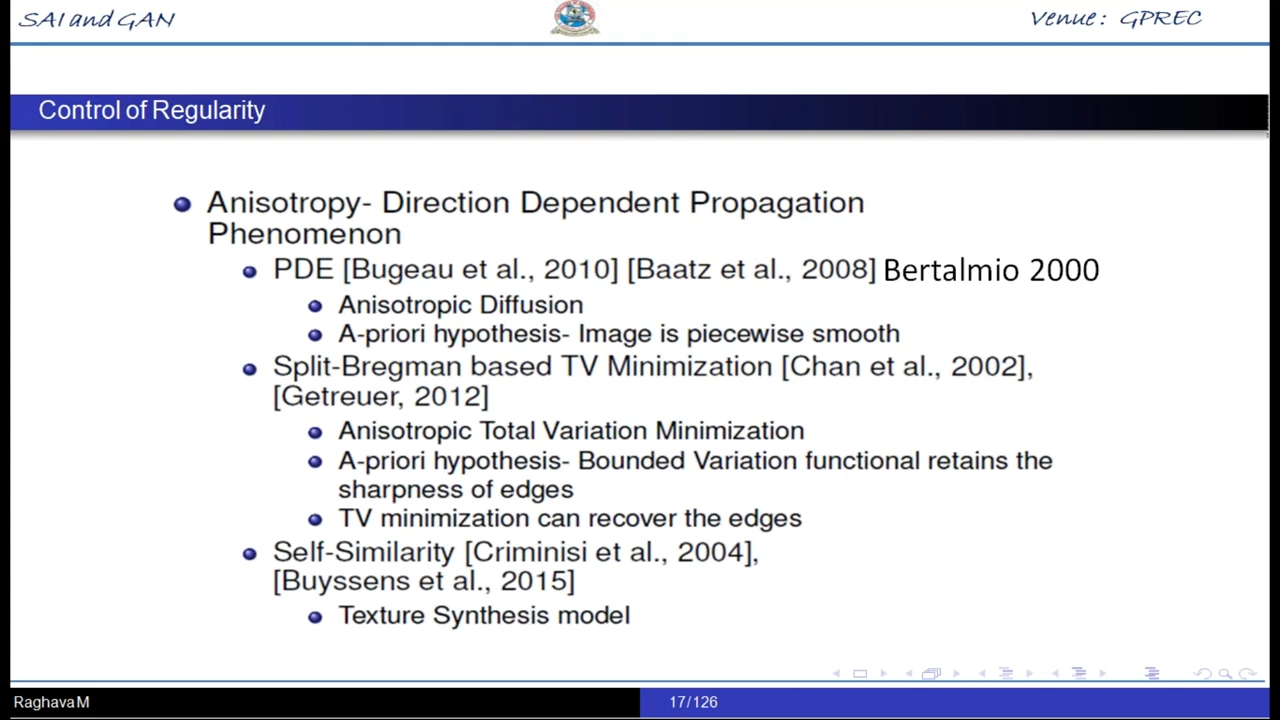 SAI and GAN
Venue: GPREC
Control of Regularity
Anisotropy- Direction Dependent Propagation
Phenomenon
PDE [Bugeau et al., 2010] [Baatz et al., 2008] Bertalmio 2000
Anisotropic Diffusion
A-priori hypothesis- Image is piecewise smooth
Split-Bregman based TV Minimization [Chan et al., 2002],
[Getreuer, 2012]
Anisotropic Total Variation Minimization
A-priori hypothesis- Bounded Variation functional retains the
sharpness of edges
TV minimization can recover the edges
Self-Similarity [Criminisi et al., 2004],
[Buyssens et al., 2015]
Texture Synthesis model
Raghava M
17/126